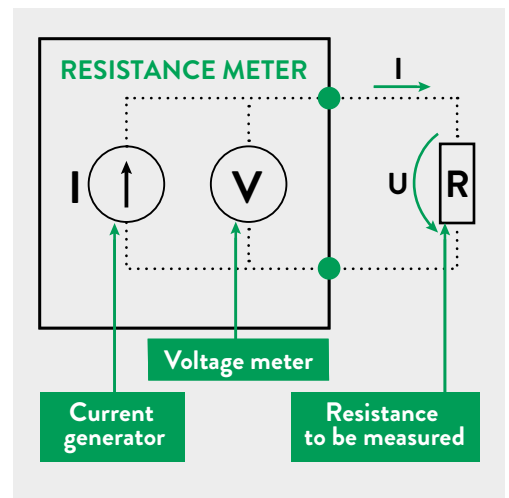 RESISTANCE METER
I
I
V
U
R
Voltage meter
Current
generator
Resistance
to be measured